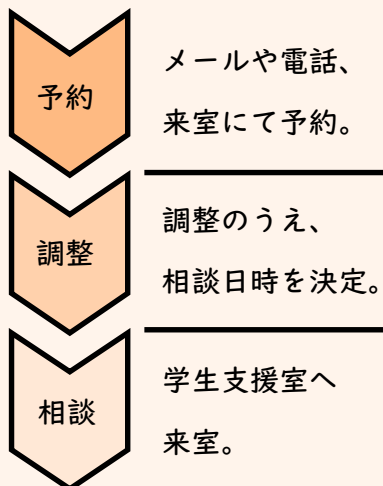 予約
メールや電話、
来室にて予約。
調整
調整のうえ、
相談日時を決定。
相談
学生支援室へ
来室。